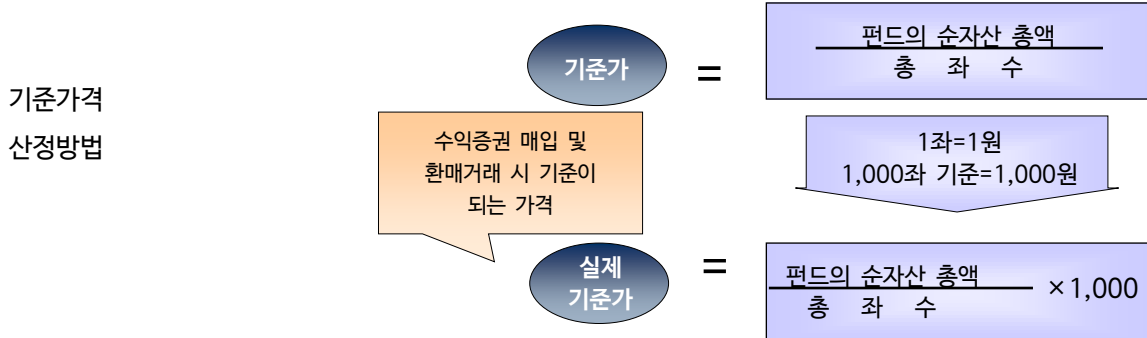 기준가격
산정방법
기준가
=
펀드의 순자산 총액
총 좌 수
수익증권 매입 및
환매거래 시 기준이
되는 가격
1좌=1원
1,000좌 기준=1,000원
실제
기준가
=
펀드의 순자산 총액
총 좌 수
×1,000